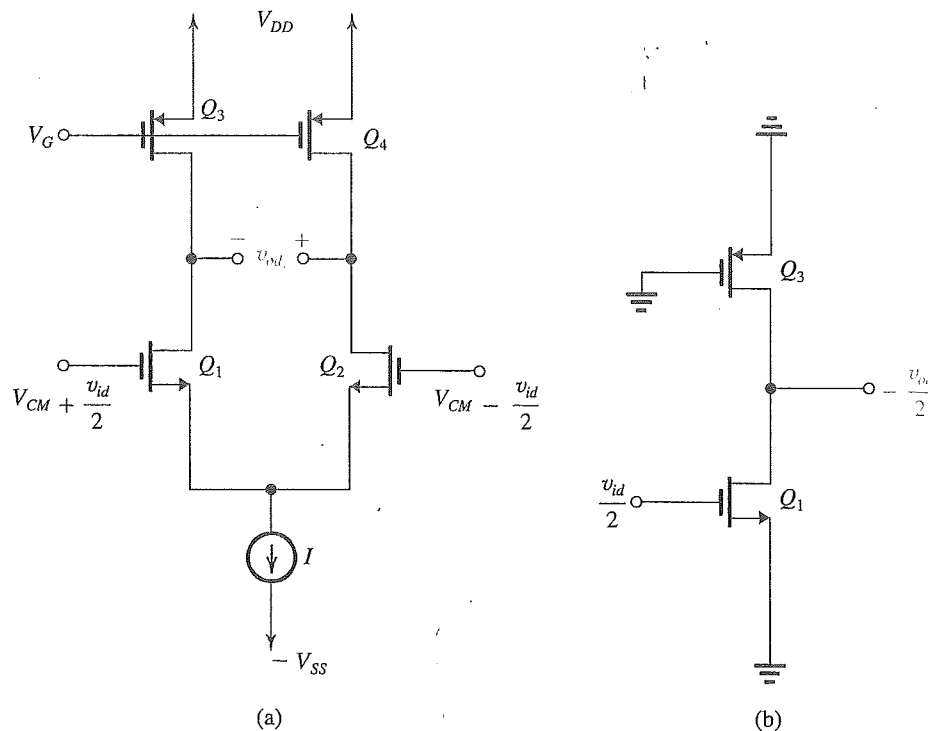 V_DD
Q_3
V_G
Q_4
− v_od +
Q_1
Q_2
V_CM + v_id/2
V_CM − v_id/2
I
− V_SS
(a)
Q_3
− v_od/2
v_id/2
Q_1
(b)